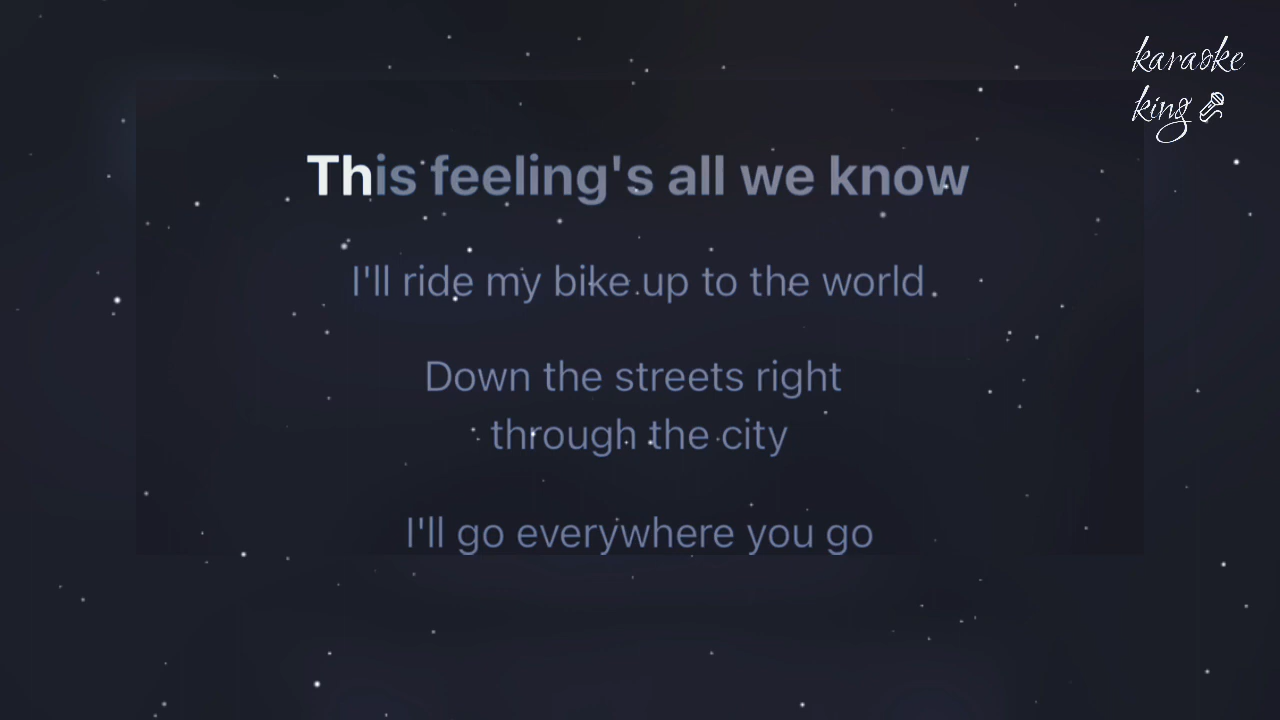 karaoke
king
This feeling's all we know
I'll ride my bike up to the world
Down the streets right
through the city
I'll go everywhere you go